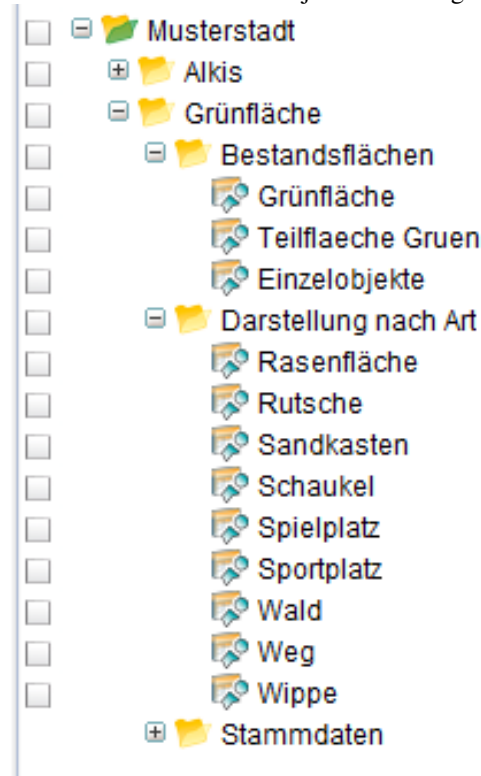 Musterstadt
Alkis
Grünfläche
Bestandsflächen
Grünfläche
Teilflaeche Gruen
Einzelobjekte
Darstellung nach Art
Rasenfläche
Rutsche
Sandkasten
Schaukel
Spielplatz
Sportplatz
Wald
Weg
Wippe
Stammdaten